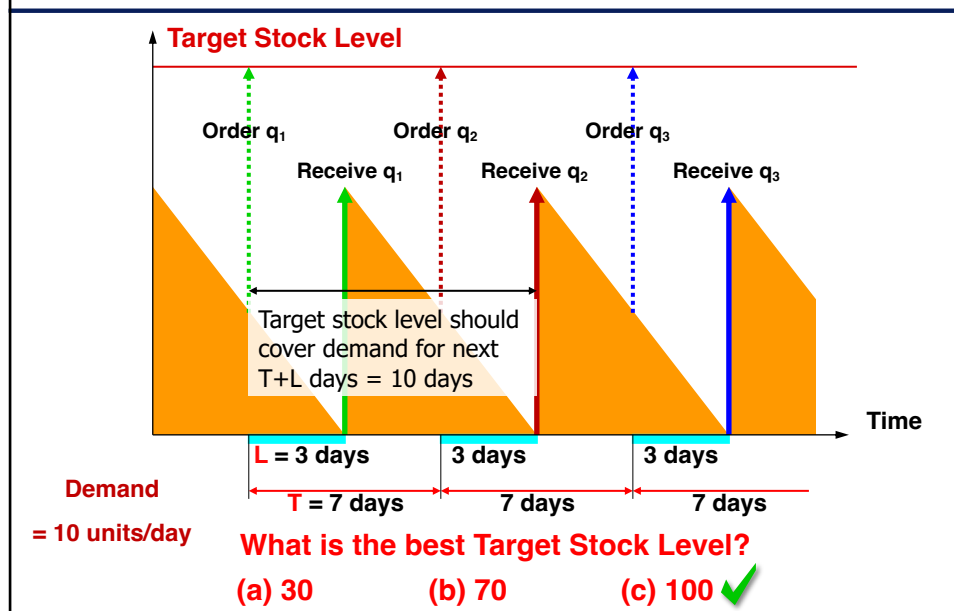 Target Stock Level
Order q₁
Order q₂
Order q₃
Receive q₁
Receive q₂
Receive q₃
Target stock level should
cover demand for next
T+L days = 10 days
Time
L = 3 days
3 days
3 days
T = 7 days
7 days
7 days
Demand
= 10 units/day
What is the best Target Stock Level?
(a) 30
(b) 70
(c) 100